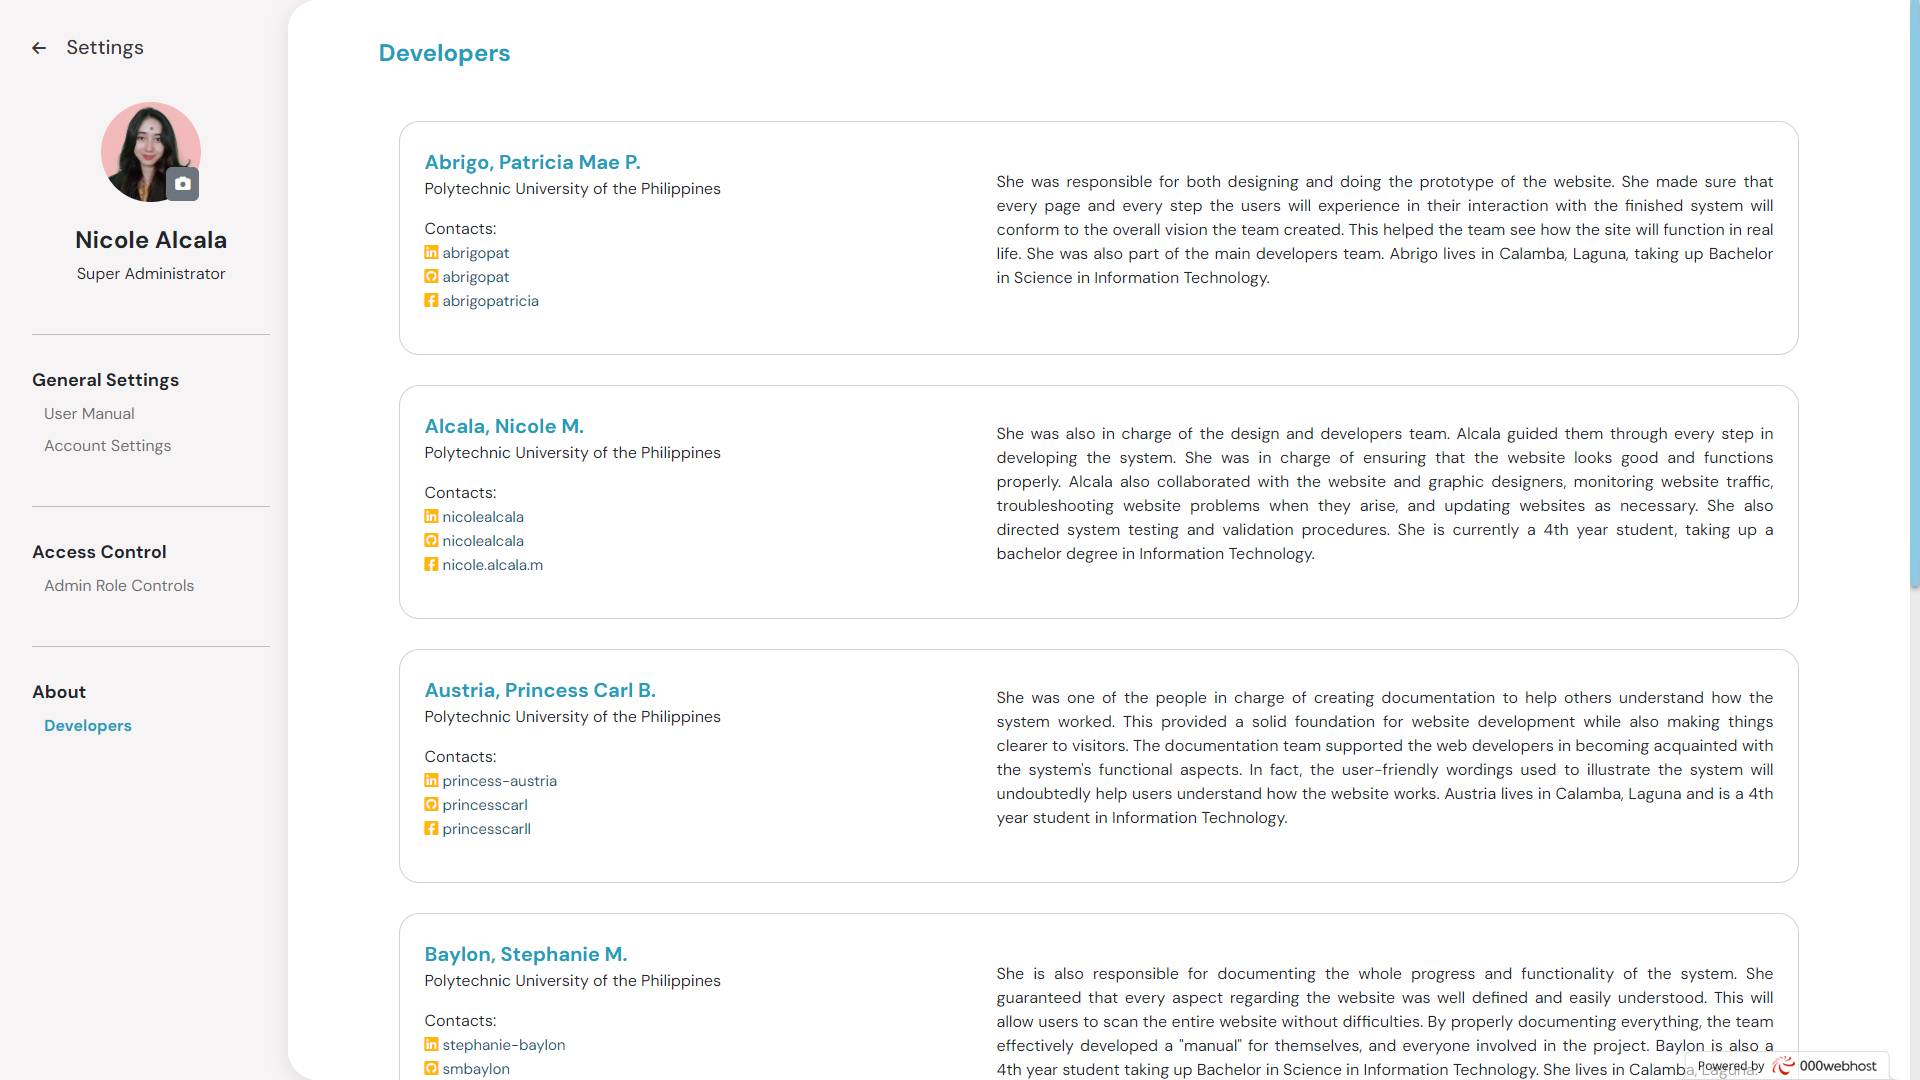 Settings
Nicole Alcala
Super Administrator
General Settings
User Manual
Account Settings
Access Control
Admin Role Controls
About
Developers
Developers
Abrigo, Patricia Mae P.
Polytechnic University of the Philippines
Contacts:
abrigopat
abrigopat
abrigopatricia
She was responsible for both designing and doing the prototype of the website. She made sure that
every page and every step the users will experience in their interaction with the finished system will
conform to the overall vision the team created. This helped the team see how the site will function in real
life. She was also part of the main developers team. Abrigo lives in Calamba, Laguna, taking up Bachelor
in Science in Information Technology.
Alcala, Nicole M.
Polytechnic University of the Philippines
Contacts:
nicolealcala
nicolealcala
nicole.alcala.m
She was also in charge of the design and developers team. Alcala guided them through every step in
developing the system. She was in charge of ensuring that the website looks good and functions
properly. Alcala also collaborated with the website and graphic designers, monitoring website traffic,
troubleshooting website problems when they arise, and updating websites as necessary. She also
directed system testing and validation procedures. She is currently a 4th year student, taking up a
bachelor degree in Information Technology.
Austria, Princess Carl B.
Polytechnic University of the Philippines
Contacts:
princess-austria
princesscarl
princesscarll
She was one of the people in charge of creating documentation to help others understand how the
system worked. This provided a solid foundation for website development while also making things
clearer to visitors. The documentation team supported the web developers in becoming acquainted with
the system's functional aspects. In fact, the user-friendly wordings used to illustrate the system will
undoubtedly help users understand how the website works. Austria lives in Calamba, Laguna and is a 4th
year student in Information Technology.
Baylon, Stephanie M.
Polytechnic University of the Philippines
Contacts:
stephanie-baylon
smbaylon
She is also responsible for documenting the whole progress and functionality of the system. She
guaranteed that every aspect regarding the website was well defined and easily understood. This will
allow users to scan the entire website without difficulties. By properly documenting everything, the team
effectively developed a "manual" for themselves, and everyone involved in the project. Baylon is also a
4th year student taking up Bachelor in Science in Information Technology. She lives in Calamba, Laguna.
Powered by 000webhost